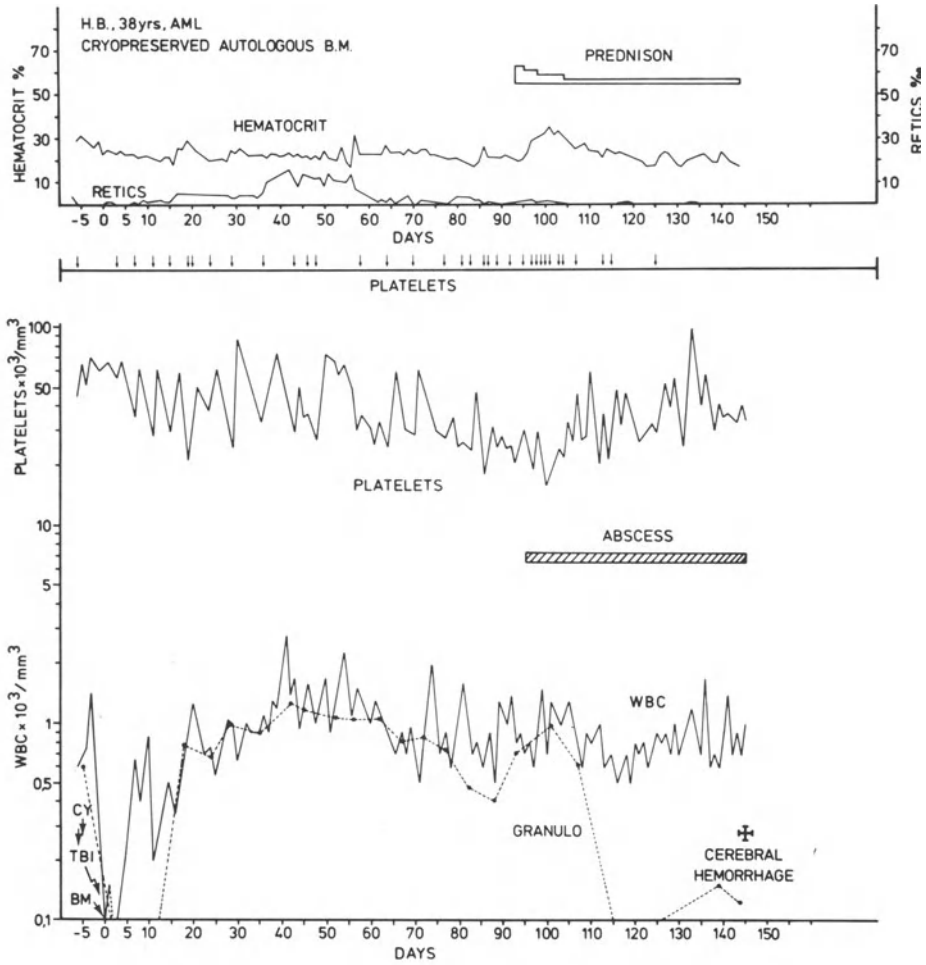 H.B., 38yrs, AML
CRYOPRESERVED AUTOLOGOUS B.M.
PREDNISON
HEMATOCRIT %
70
50
30
10
HEMATOCRIT
RETICS
RETICS ‰
90
70
50
30
10
-5 0 5 10 20 30 40 50 60 70 80 90 100 110 120 130 140 150
DAYS
PLATELETS
PLATELETS×10³/mm³
100
50
10
5
PLATELETS
ABSCESS
WBC×10³/mm³
1
0,5
0,1
WBC
GRANULO
CY
TBI
BM
CEREBRAL
HEMORRHAGE
-5 0 5 10 20 30 40 50 60 70 80 90 100 110 120 130 140 150
DAYS